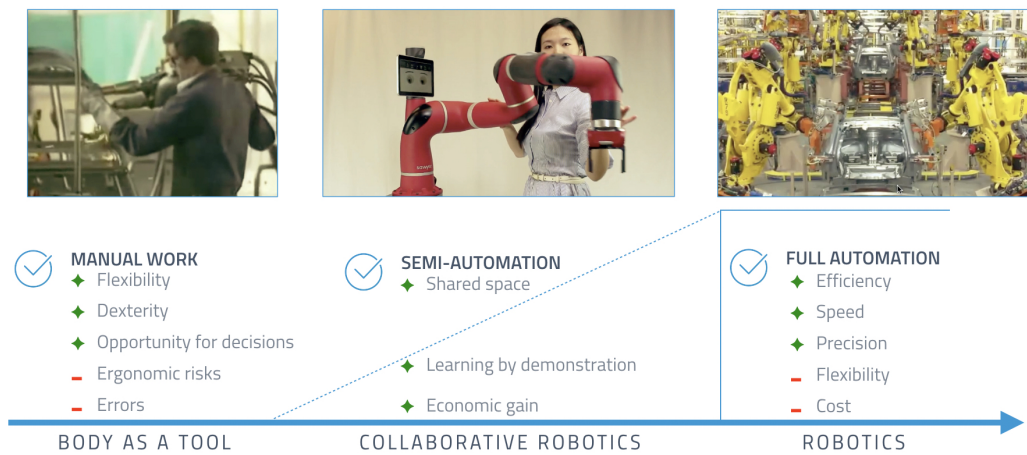 MANUAL WORK
Flexibility
Dexterity
Opportunity for decisions
Ergonomic risks
Errors
SEMI-AUTOMATION
Shared space
Learning by demonstration
Economic gain
FULL AUTOMATION
Efficiency
Speed
Precision
Flexibility
Cost
BODY AS A TOOL
COLLABORATIVE ROBOTICS
ROBOTICS